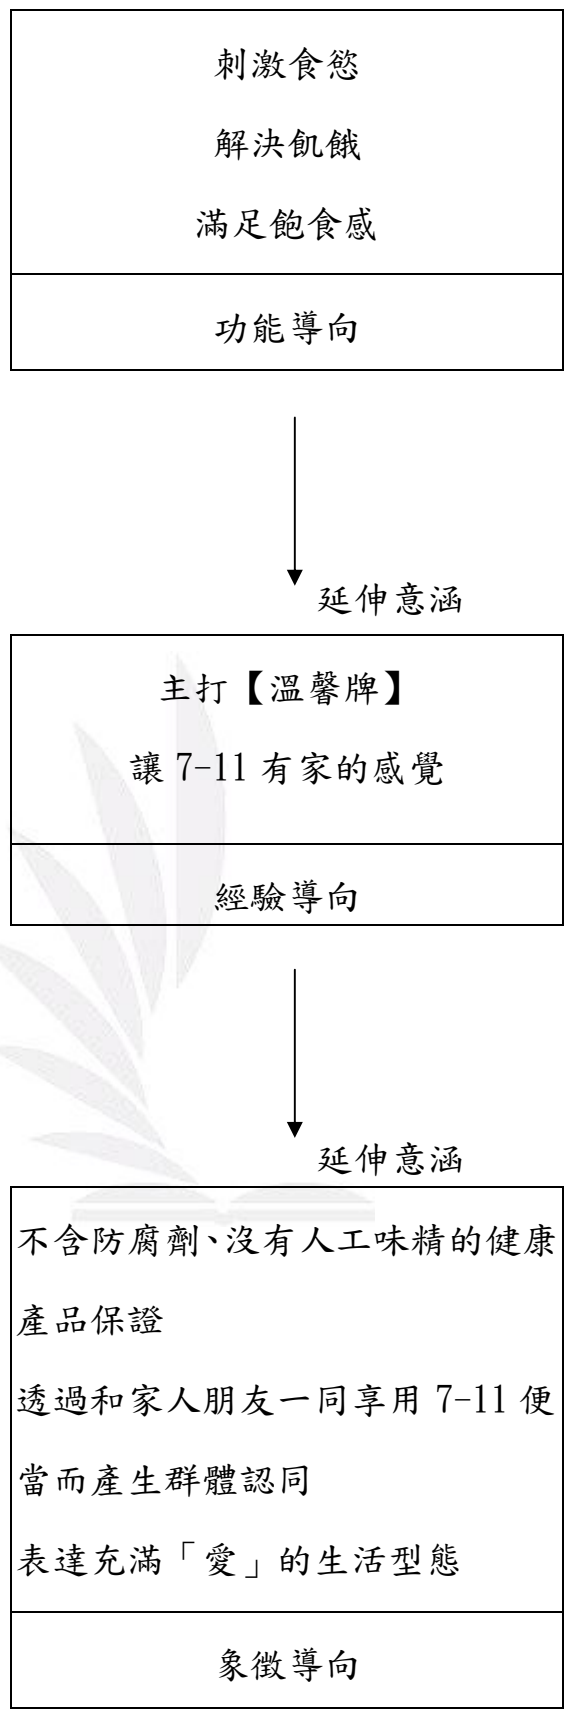 刺激食慾
解決飢餓
滿足飽食感
功能導向
延伸意涵
主打【溫馨牌】
讓 7-11 有家的感覺
經驗導向
延伸意涵
不含防腐劑、沒有人工味精的健康
產品保證
透過和家人朋友一同享用 7-11 便
當而產生群體認同
表達充滿「愛」的生活型態
象徵導向